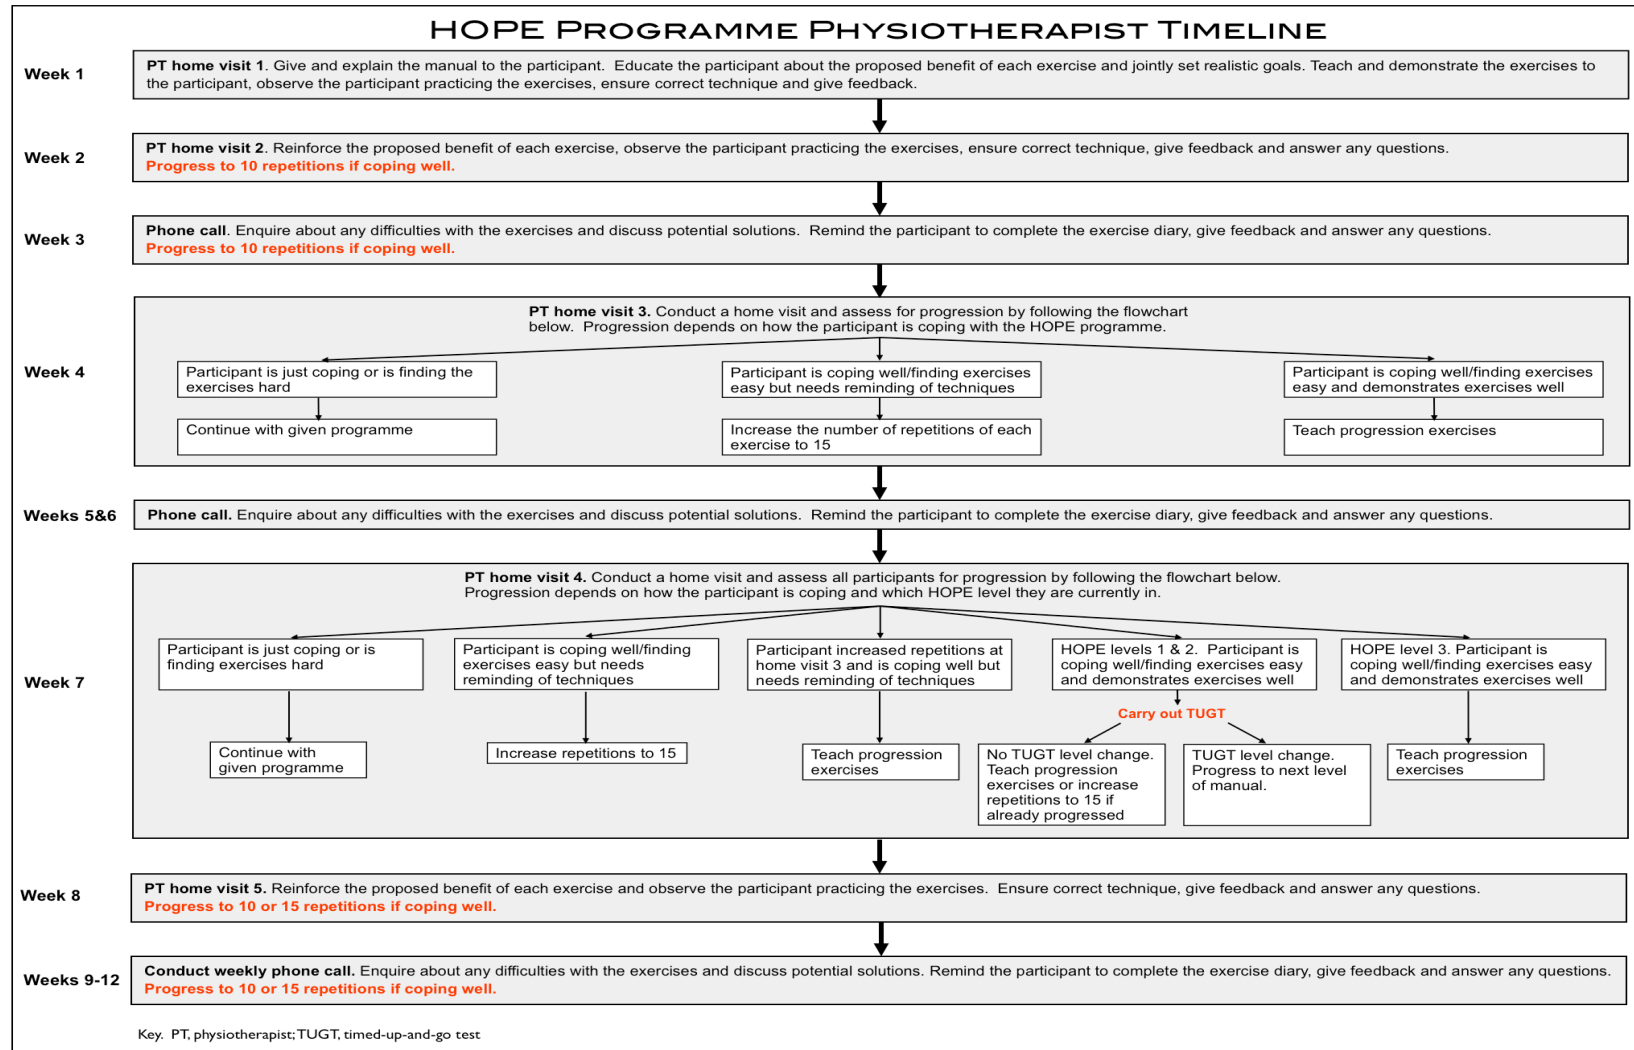 HOPE PROGRAMME PHYSIOTHERAPIST TIMELINE
Week 1
PT home visit 1. Give and explain the manual to the participant. Educate the participant about the proposed benefit of each exercise and jointly set realistic goals. Teach and demonstrate the exercises to
the participant, observe the participant practicing the exercises, ensure correct technique and give feedback.
Week 2
PT home visit 2. Reinforce the proposed benefit of each exercise, observe the participant practicing the exercises, ensure correct technique, give feedback and answer any questions.
Progress to 10 repetitions if coping well.
Week 3
Phone call. Enquire about any difficulties with the exercises and discuss potential solutions. Remind the participant to complete the exercise diary, give feedback and answer any questions.
Progress to 10 repetitions if coping well.
Week 4
PT home visit 3. Conduct a home visit and assess for progression by following the flowchart
below. Progression depends on how the participant is coping with the HOPE programme.
Participant is just coping or is finding the
exercises hard
Continue with given programme
Participant is coping well/finding exercises
easy but needs reminding of techniques
Increase the number of repetitions of each
exercise to 15
Participant is coping well/finding exercises
easy and demonstrates exercises well
Teach progression exercises
Weeks 5&6
Phone call. Enquire about any difficulties with the exercises and discuss potential solutions. Remind the participant to complete the exercise diary, give feedback and answer any questions.
Week 7
PT home visit 4. Conduct a home visit and assess all participants for progression by following the flowchart below.
Progression depends on how the participant is coping and which HOPE level they are currently in.
Participant is just coping or is
finding exercises hard
Continue with
given programme
Participant is coping well/finding
exercises easy but needs
reminding of techniques
Increase repetitions to 15
Participant increased repetitions at
home visit 3 and is coping well but
needs reminding of techniques
Teach progression
exercises
HOPE levels 1 & 2. Participant is
coping well/finding exercises easy
and demonstrates exercises well
Carry out TUGT
No TUGT level change.
Teach progression
exercises or increase
repetitions to 15 if
already progressed
TUGT level change.
Progress to next level
of manual.
HOPE level 3. Participant is
coping well/finding exercises easy
and demonstrates exercises well
Teach progression
exercises
Week 8
PT home visit 5. Reinforce the proposed benefit of each exercise and observe the participant practicing the exercises. Ensure correct technique, give feedback and answer any questions.
Progress to 10 or 15 repetitions if coping well.
Weeks 9-12
Conduct weekly phone call. Enquire about any difficulties with the exercises and discuss potential solutions. Remind the participant to complete the exercise diary, give feedback and answer any questions.
Progress to 10 or 15 repetitions if coping well.
Key. PT, physiotherapist; TUGT, timed-up-and-go test